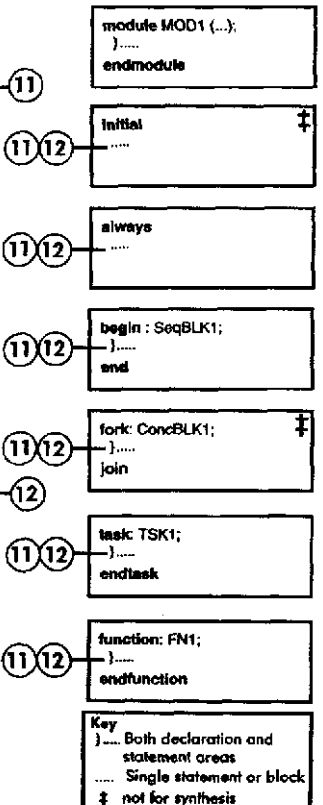 module MOD1 (...);
}.....
endmodule
11
initial ‡
11 12 .....
always
11 12 .....
begin : SeqBLK1;
11 12 }.....
end
fork: ConcBLK1; ‡
11 12 }.....
join
12
task TSK1;
11 12 }.....
endtask
function: FN1;
11 12 }.....
endfunction
Key
}..... Both declaration and
statement areas
..... Single statement or block
‡ not for synthesis